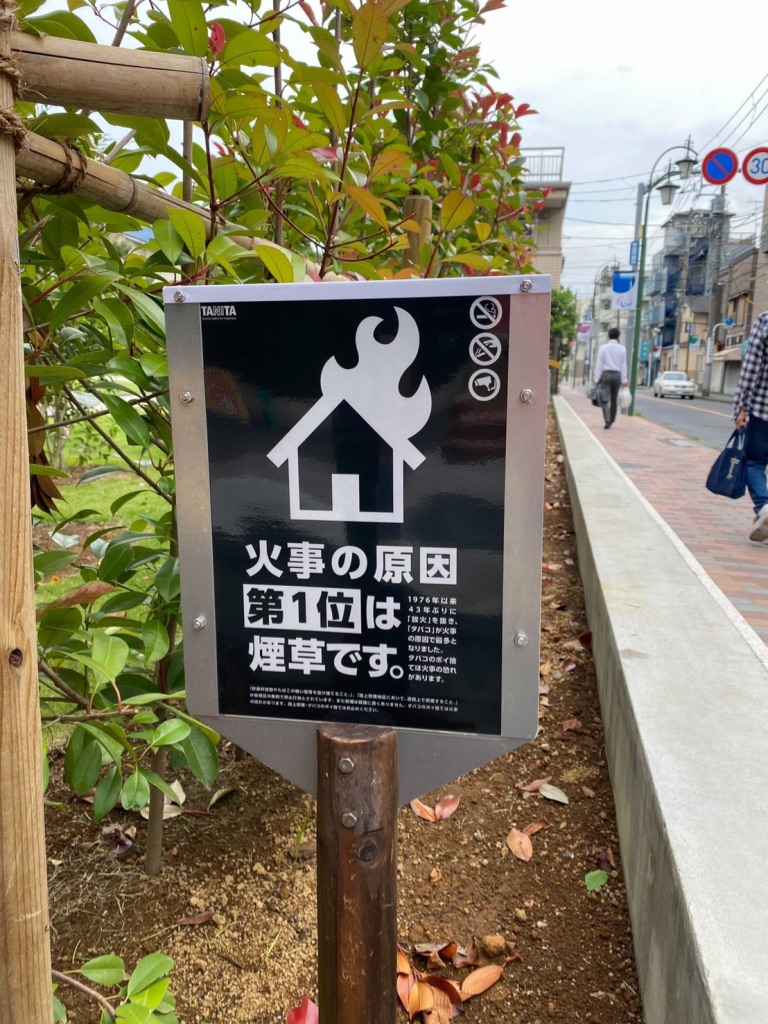 TANITA
火事の原因
第1位は
煙草です。
1976年以来
43年ぶりに
「放火」を抜き、
「タバコ」が火事
の原因で最多と
なりました。
タバコのポイ捨
ては火事の恐れ
があります。
30